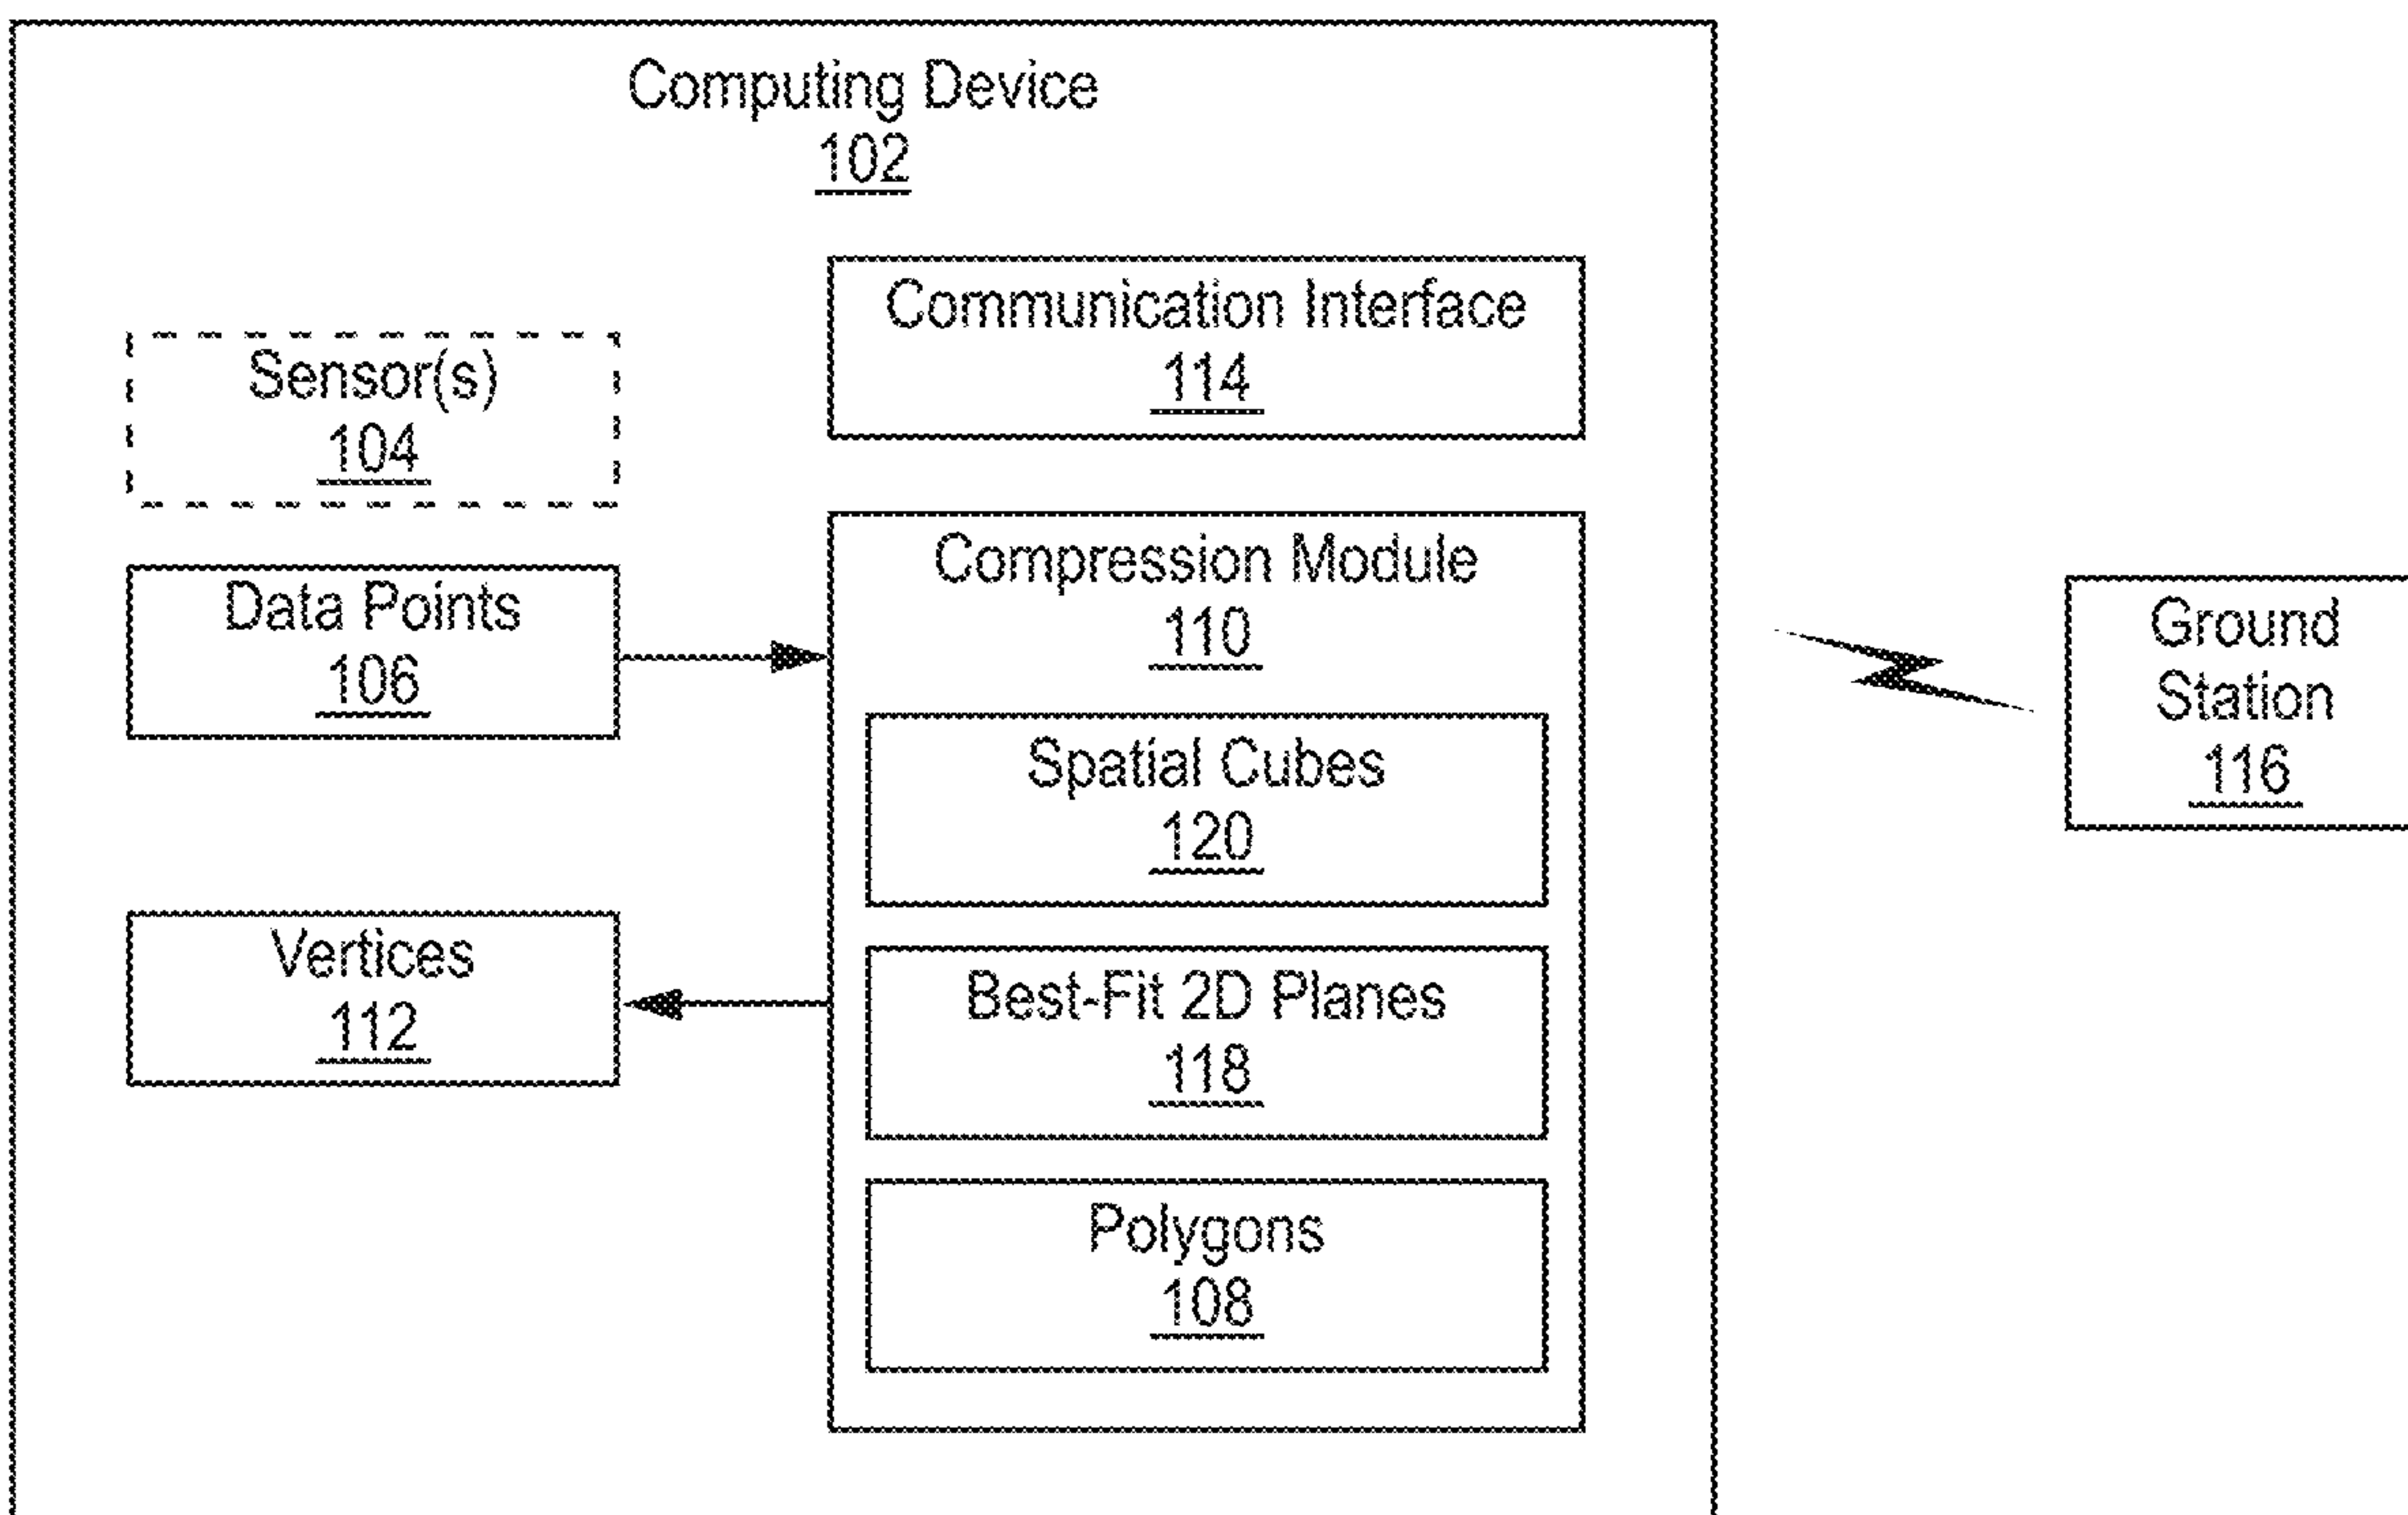 Computing Device
102
Communication Interface
114
Sensor(s)
104
Compression Module
110
Data Points
106
Spatial Cubes
120
Best-Fit 2D Planes
118
Vertices
112
Polygons
108
Ground
Station
116